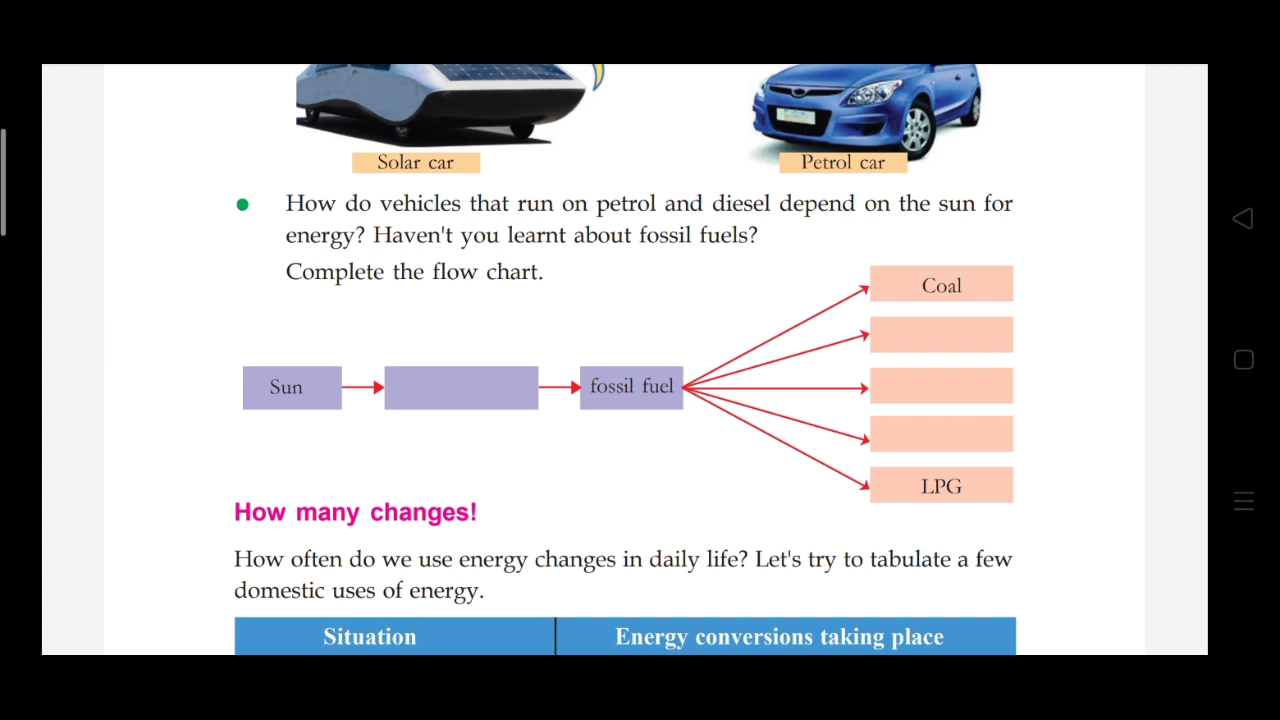 Solar car
Petrol car
How do vehicles that run on petrol and diesel depend on the sun for
energy? Haven't you learnt about fossil fuels?
Complete the flow chart.
Coal
Sun
fossil fuel
LPG
How many changes!
How often do we use energy changes in daily life? Let's try to tabulate a few
domestic uses of energy.
Situation
Energy conversions taking place